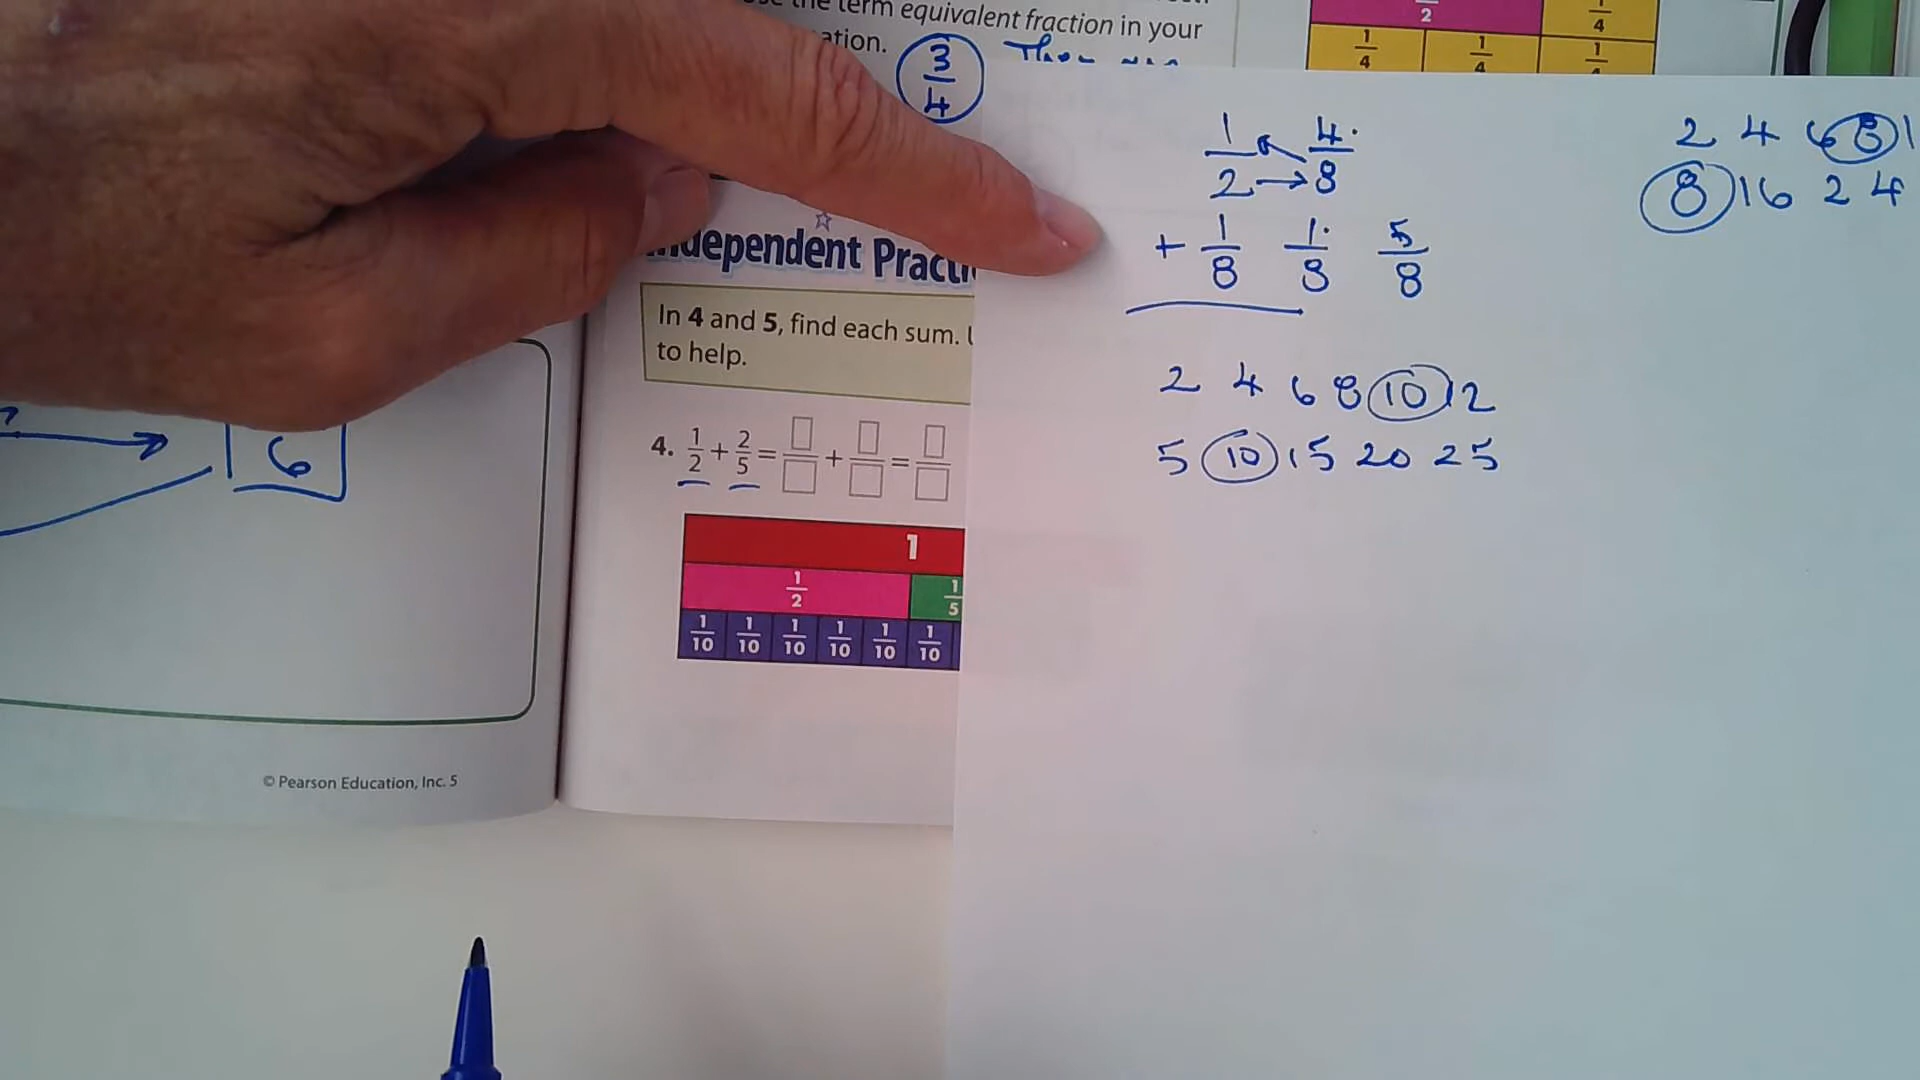 the term equivalent fraction in your
ation.
3/4
1/2 4/8
+ 1/8 1/8 5/8
2 4 6 8 1
8 16 24
2 4 6 8 10 12
5 10 15 20 25
2
1/4
1/4 1/4 1/4
6
ndependent Practi
In 4 and 5, find each sum.
to help.
4. 1/2 + 2/5 = □/□ + □/□ = □/□
1
1/2 1/5
1/10 1/10 1/10 1/10 1/10 1/10
© Pearson Education, Inc. 5